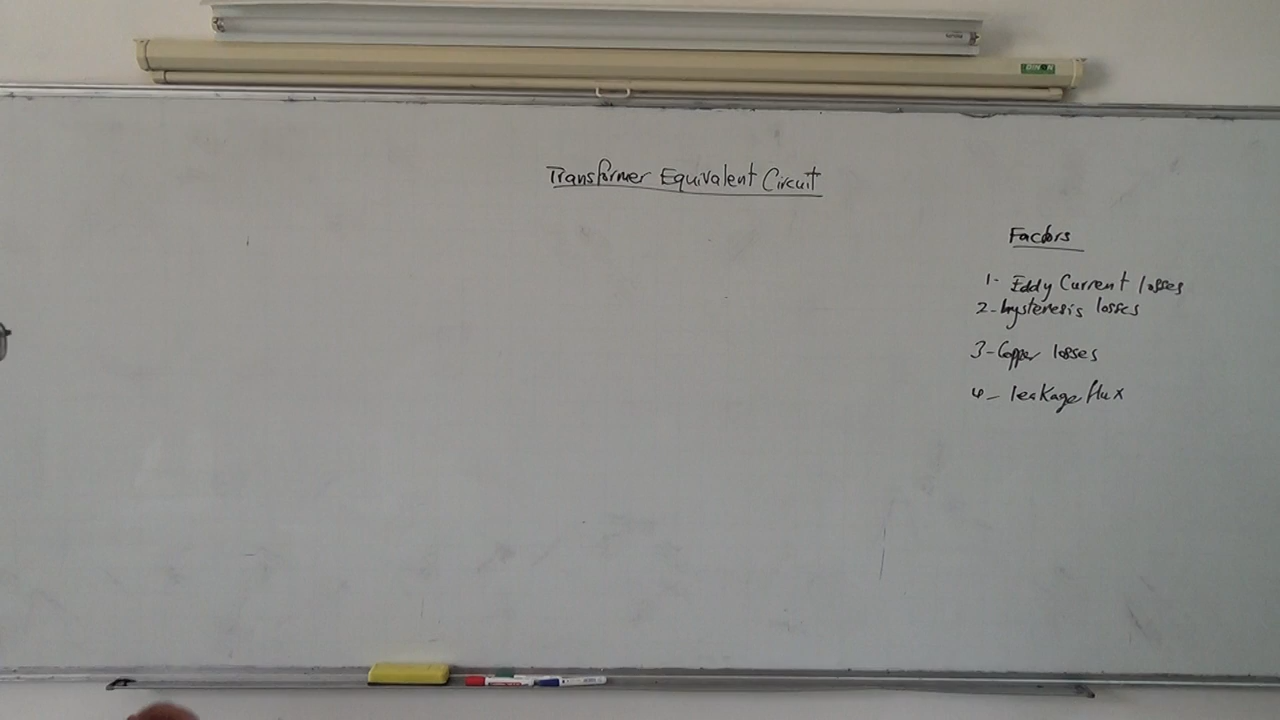 Transformer Equivalent Circuit
Factors
1- Eddy Current losses
2- hysteresis losses
3- Copper losses
4- leakage flux